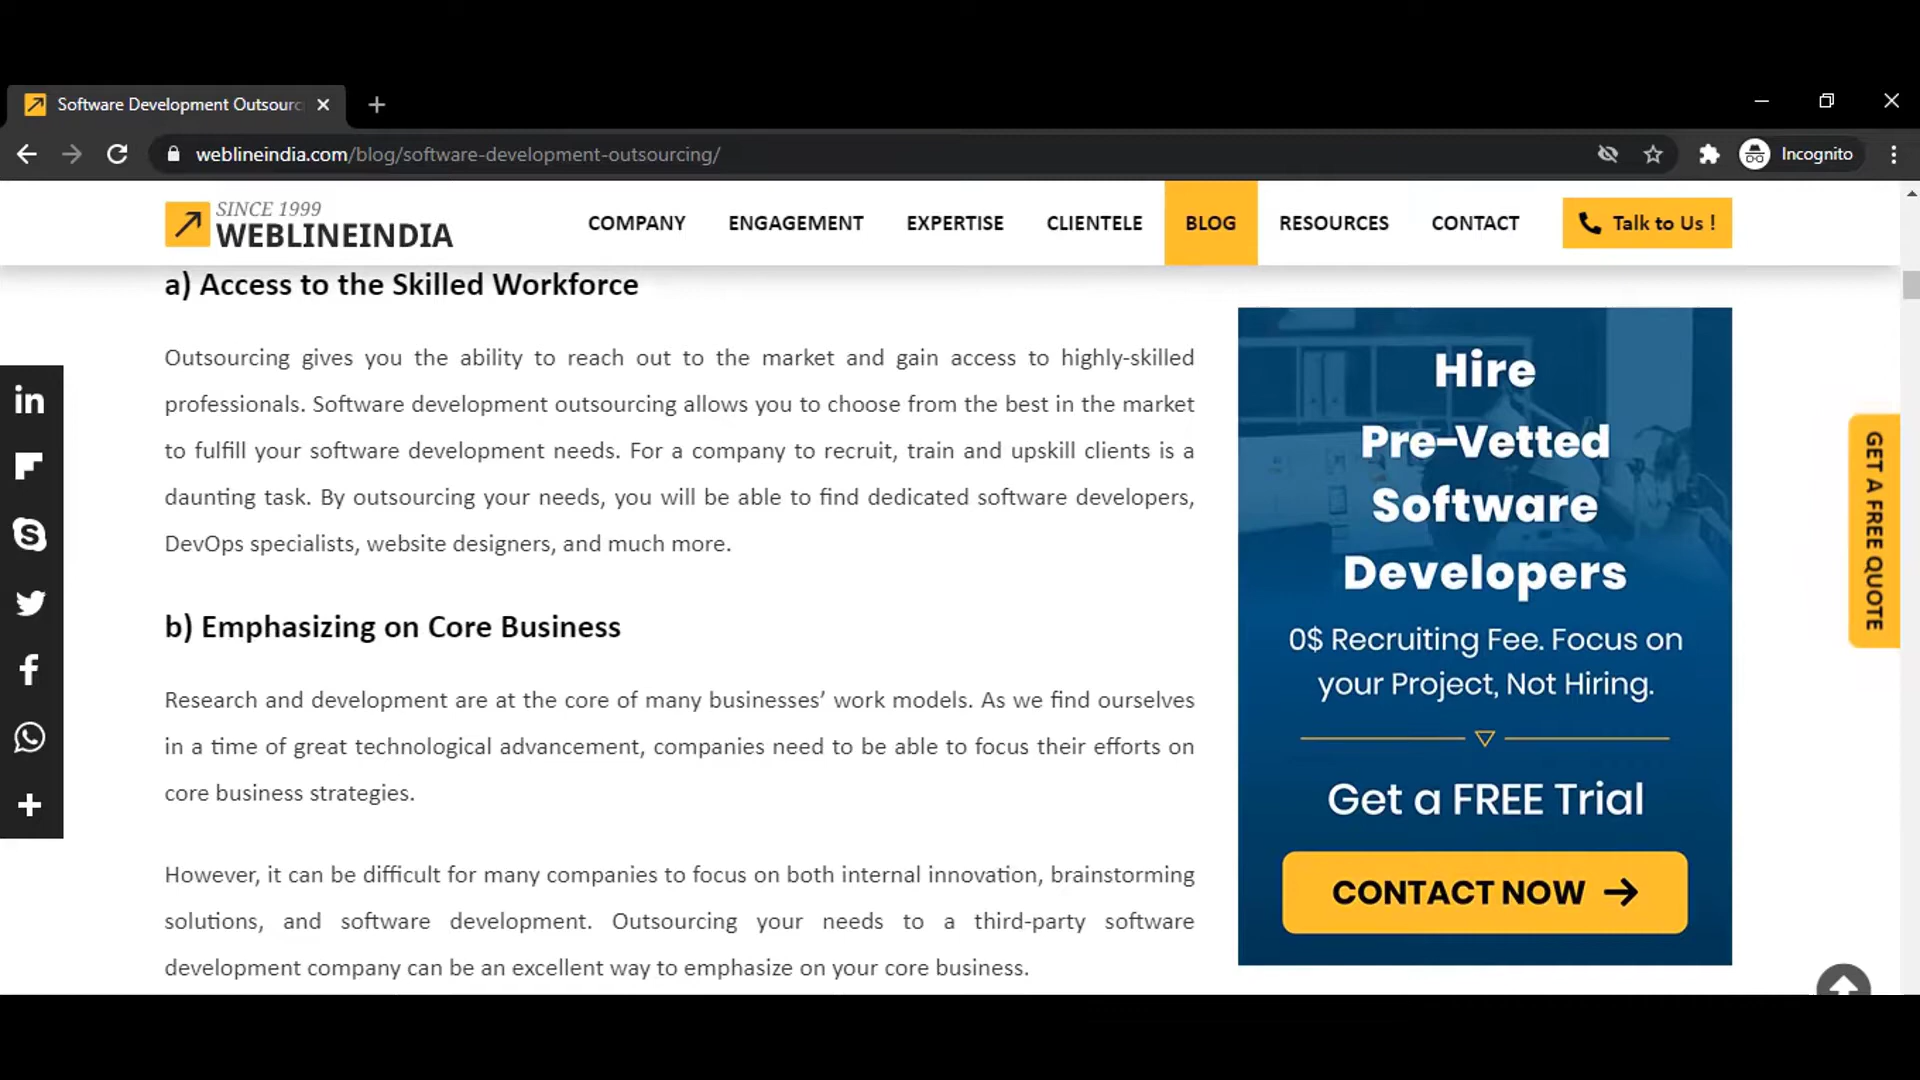 Software Development Outsourc
weblineindia.com/blog/software-development-outsourcing/
Incognito
SINCE 1999
WEBLINEINDIA
COMPANY
ENGAGEMENT
EXPERTISE
CLIENTELE
BLOG
RESOURCES
CONTACT
Talk to Us !
a) Access to the Skilled Workforce
Outsourcing gives you the ability to reach out to the market and gain access to highly-skilled
professionals. Software development outsourcing allows you to choose from the best in the market
to fulfill your software development needs. For a company to recruit, train and upskill clients is a
daunting task. By outsourcing your needs, you will be able to find dedicated software developers,
DevOps specialists, website designers, and much more.
b) Emphasizing on Core Business
Research and development are at the core of many businesses’ work models. As we find ourselves
in a time of great technological advancement, companies need to be able to focus their efforts on
core business strategies.
However, it can be difficult for many companies to focus on both internal innovation, brainstorming
solutions, and software development. Outsourcing your needs to a third-party software
development company can be an excellent way to emphasize on your core business.
Hire
Pre-Vetted
Software
Developers
0$ Recruiting Fee. Focus on
your Project, Not Hiring.
Get a FREE Trial
CONTACT NOW
GET A FREE QUOTE